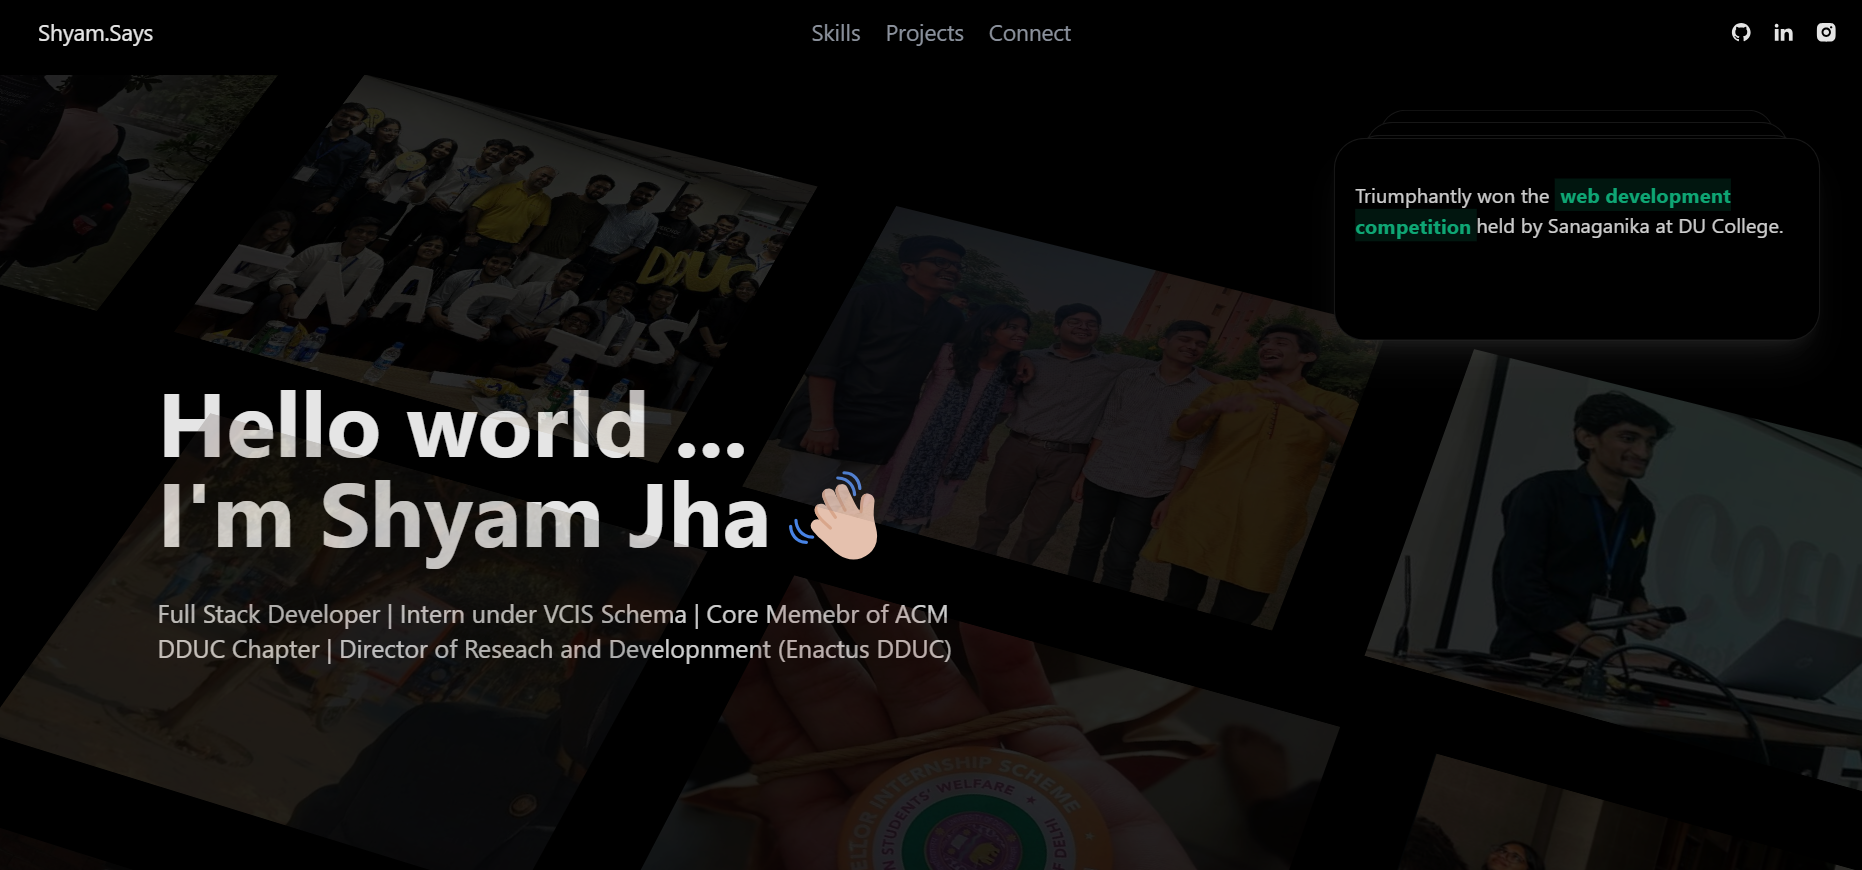 Shyam.Says
Skills Projects Connect
Triumphantly won the web development
competition held by Sanaganika at DU College.
ENACTUS
DDUC
Hello world ...
I'm Shyam Jha
Full Stack Developer | Intern under VCIS Schema | Core Memebr of ACM
DDUC Chapter | Director of Reseach and Developnment (Enactus DDUC)
INTERNSHIP SCHEME
STUDENTS' WELFARE